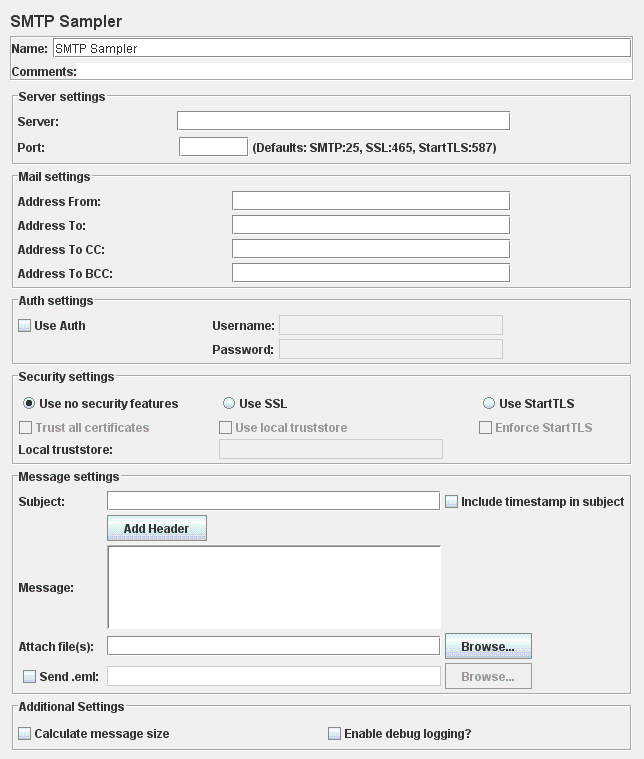 SMTP Sampler
Name: SMTP Sampler
Comments:
Server settings
Server:
Port: (Defaults: SMTP:25, SSL:465, StartTLS:587)
Mail settings
Address From:
Address To:
Address To CC:
Address To BCC:
Auth settings
Use Auth Username:
Password:
Security settings
Use no security features Use SSL Use StartTLS
Trust all certificates Use local truststore Enforce StartTLS
Local truststore:
Message settings
Subject: Include timestamp in subject
Add Header
Message:
Attach file(s): Browse...
Send .eml: Browse...
Additional Settings
Calculate message size Enable debug logging?